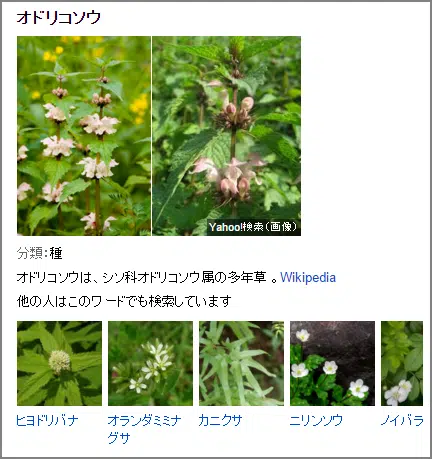 オドリコソウ
Yahoo!検索(画像)
分類：種
オドリコソウは、シソ科オドリコソウ属の多年草 。Wikipedia
他の人はこのワードでも検索しています
ヒヨドリバナ
オランダミミナ
グサ
カニクサ
ニリンソウ
ノイバラ